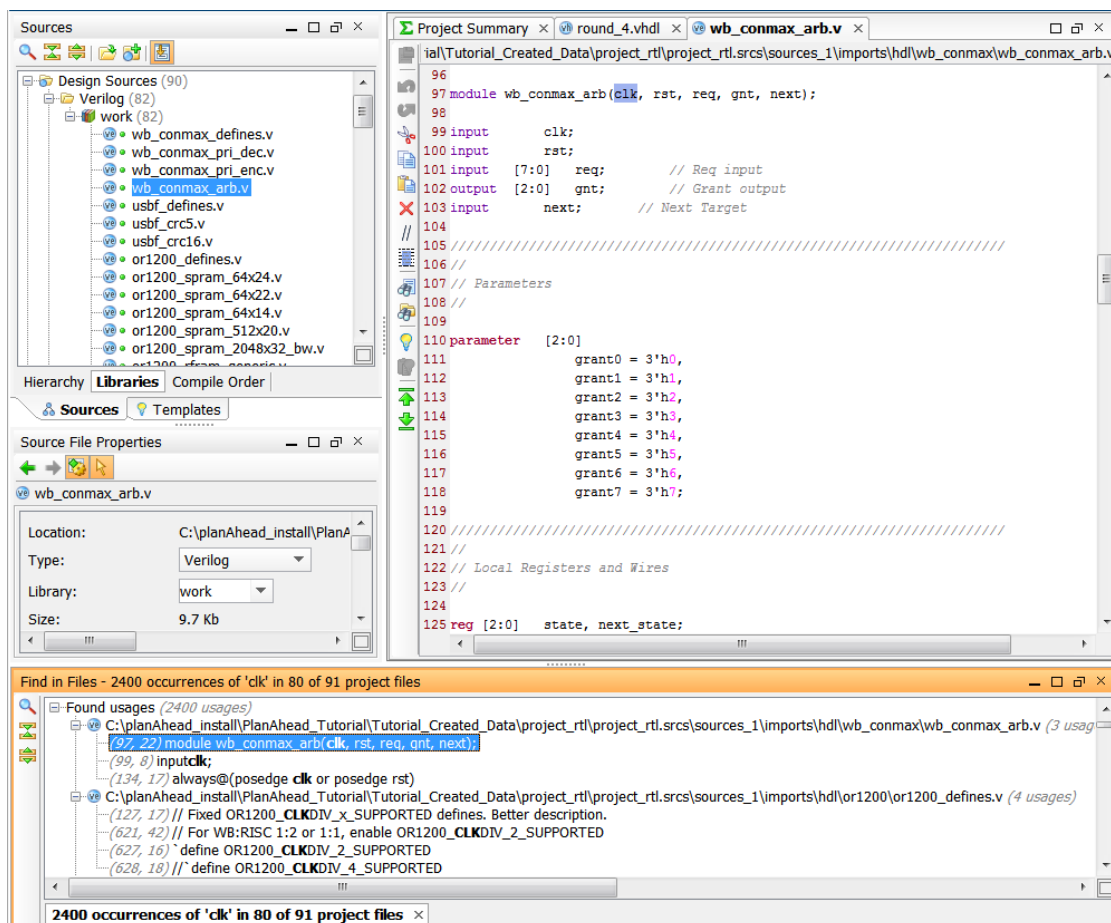 Sources
Design Sources (90)
Verilog (82)
work (82)
wb_conmax_defines.v
wb_conmax_pri_dec.v
wb_conmax_pri_enc.v
wb_conmax_arb.v
usbf_defines.v
usbf_crc5.v
usbf_crc16.v
or1200_defines.v
or1200_spram_64x24.v
or1200_spram_64x22.v
or1200_spram_64x14.v
or1200_spram_512x20.v
or1200_spram_2048x32_bw.v
or1200_rfram_generic.v
Hierarchy Libraries Compile Order
Sources Templates
Source File Properties
wb_conmax_arb.v
Location: C:\planAhead_install\PlanA
Type: Verilog
Library: work
Size: 9.7 Kb
Project Summary round_4.vhdl wb_conmax_arb.v
ial\Tutorial_Created_Data\project_rtl\project_rtl.srcs\sources_1\imports\hdl\wb_conmax\wb_conmax_arb.v
96
97 module wb_conmax_arb(clk, rst, req, gnt, next);
98
99 input clk;
100 input rst;
101 input [7:0] req; // Req input
102 output [2:0] gnt; // Grant output
103 input next; // Next Target
104
105 ///////////////////////////////////////////////////////////////////////
106 //
107 // Parameters
108 //
109
110 parameter [2:0]
111 grant0 = 3'h0,
112 grant1 = 3'h1,
113 grant2 = 3'h2,
114 grant3 = 3'h3,
115 grant4 = 3'h4,
116 grant5 = 3'h5,
117 grant6 = 3'h6,
118 grant7 = 3'h7;
119
120 ///////////////////////////////////////////////////////////////////////
121 //
122 // Local Registers and Wires
123 //
124
125 reg [2:0] state, next_state;
Find in Files - 2400 occurrences of 'clk' in 80 of 91 project files
Found usages (2400 usages)
C:\planAhead_install\PlanAhead_Tutorial\Tutorial_Created_Data\project_rtl\project_rtl.srcs\sources_1\imports\hdl\wb_conmax\wb_conmax_arb.v (3 usag
(97, 22) module wb_conmax_arb(clk, rst, req, gnt, next);
(99, 8) inputclk;
(134, 17) always@(posedge clk or posedge rst)
C:\planAhead_install\PlanAhead_Tutorial\Tutorial_Created_Data\project_rtl\project_rtl.srcs\sources_1\imports\hdl\or1200\or1200_defines.v (4 usages)
(127, 17) // Fixed OR1200_CLKDIV_x_SUPPORTED defines. Better description.
(621, 42) // For WB:RISC 1:2 or 1:1, enable OR1200_CLKDIV_2_SUPPORTED
(627, 16) `define OR1200_CLKDIV_2_SUPPORTED
(628, 18) //`define OR1200_CLKDIV_4_SUPPORTED
2400 occurrences of 'clk' in 80 of 91 project files